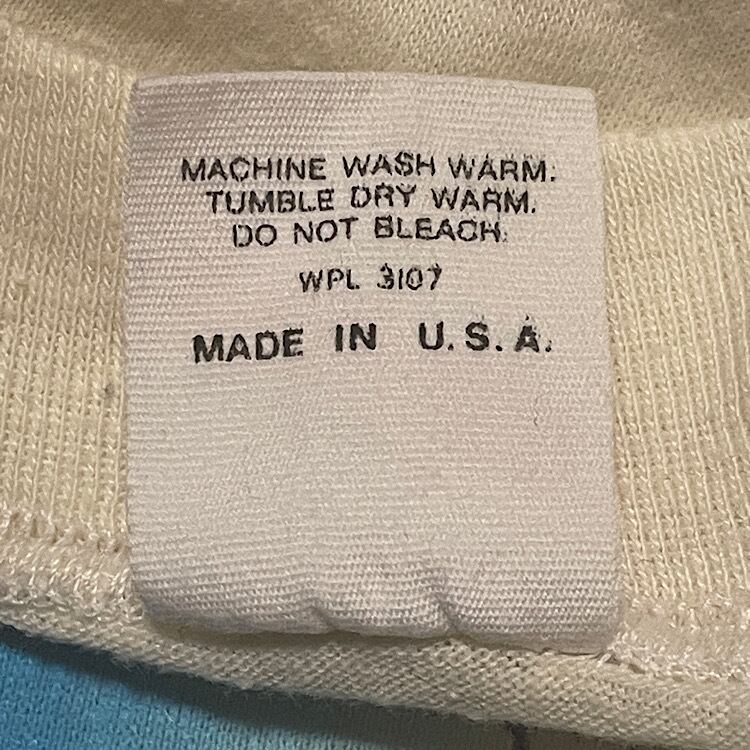 MACHINE WASH WARM.
TUMBLE DRY WARM.
DO NOT BLEACH.
WPL 3107
MADE IN U.S.A.